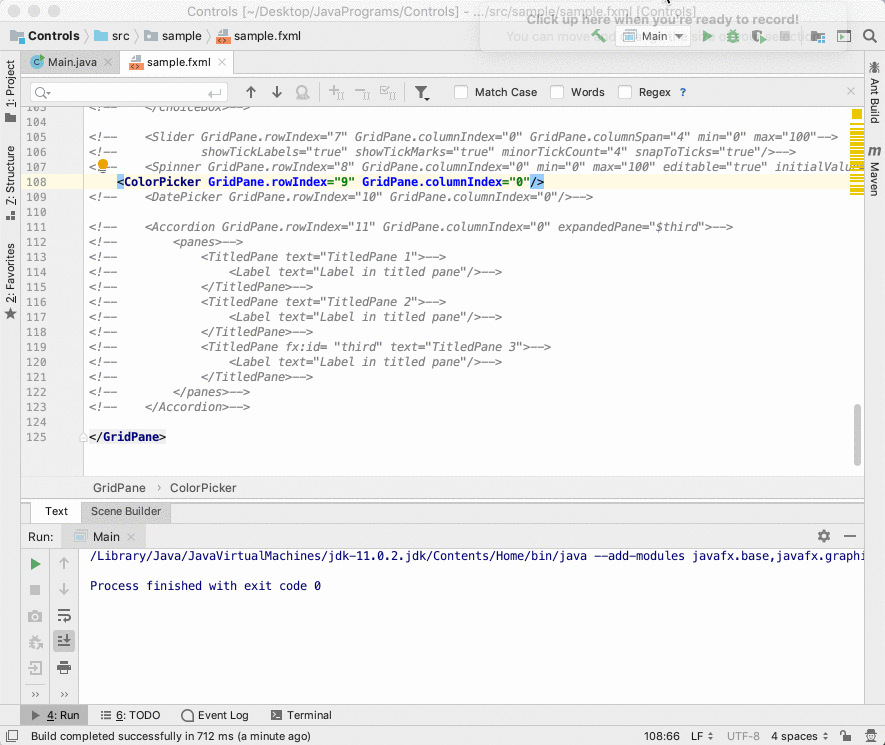 Controls [~/Desktop/JavaPrograms/Controls] - .../src/sample/sample.fxml [Controls]
Click up here when you're ready to record!
Controls src sample sample.fxml Main
Main.java sample.fxml
Match Case Words Regex ?
103 <!-- </ChoiceBox>-->
104
105 <!-- <Slider GridPane.rowIndex="7" GridPane.columnIndex="0" GridPane.columnSpan="4" min="0" max="100"-->
106 <!-- showTickLabels="true" showTickMarks="true" minorTickCount="4" snapToTicks="true"/>-->
107 <!-- <Spinner GridPane.rowIndex="8" GridPane.columnIndex="0" min="0" max="100" editable="true" initialValue=
108 <ColorPicker GridPane.rowIndex="9" GridPane.columnIndex="0"/>
109 <!-- <DatePicker GridPane.rowIndex="10" GridPane.columnIndex="0"/>-->
110
111 <!-- <Accordion GridPane.rowIndex="11" GridPane.columnIndex="0" expandedPane="$third">-->
112 <!-- <panes>-->
113 <!-- <TitledPane text="TitledPane 1">-->
114 <!-- <Label text="Label in titled pane"/>-->
115 <!-- </TitledPane>-->
116 <!-- <TitledPane text="TitledPane 2">-->
117 <!-- <Label text="Label in titled pane"/>-->
118 <!-- </TitledPane>-->
119 <!-- <TitledPane fx:id= "third" text="TitledPane 3">-->
120 <!-- <Label text="Label in titled pane"/>-->
121 <!-- </TitledPane>-->
122 <!-- </panes>-->
123 <!-- </Accordion>-->
124
125 </GridPane>
GridPane › ColorPicker
Text Scene Builder
Run: Main
/Library/Java/JavaVirtualMachines/jdk-11.0.2.jdk/Contents/Home/bin/java --add-modules javafx.base,javafx.graphi
Process finished with exit code 0
4: Run 6: TODO Event Log Terminal
Build completed successfully in 712 ms (a minute ago) 108:66 LF UTF-8 4 spaces
1: Project
7: Structure
2: Favorites
Ant Build
m Maven